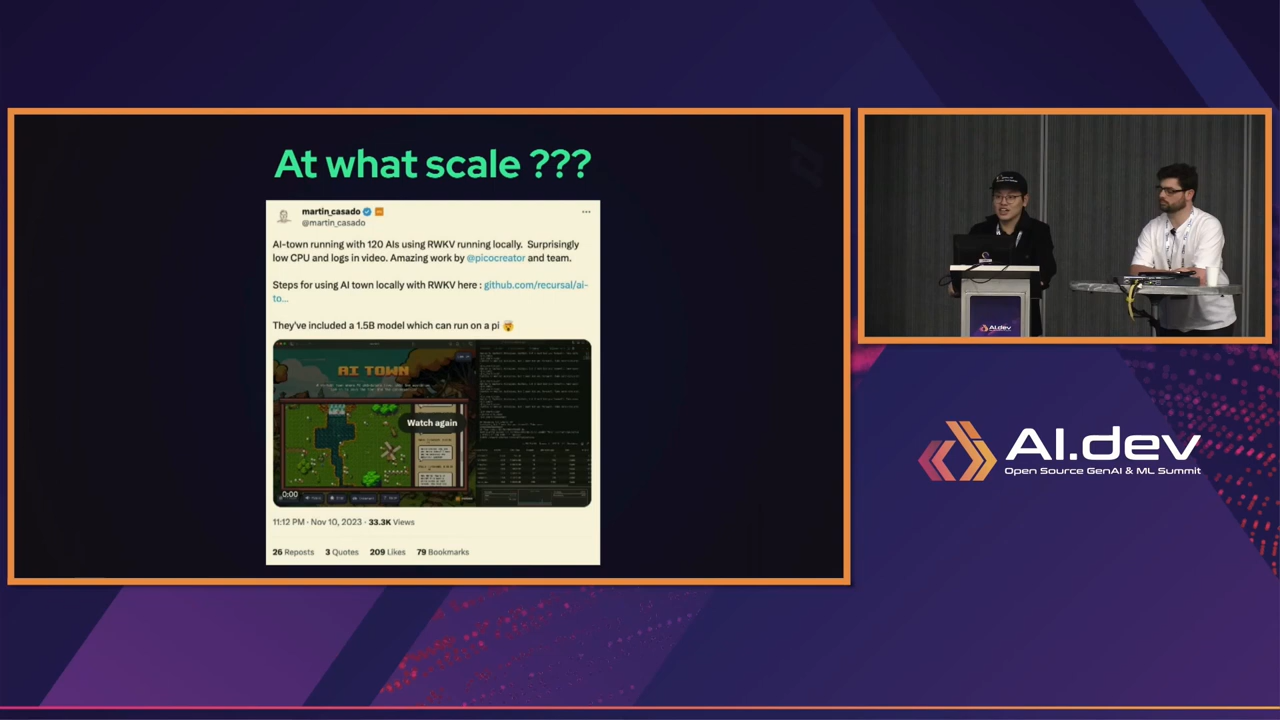 At what scale ???
martin_casado
@martin_casado
AI-town running with 120 AIs using RWKV running locally. Surprisingly
low CPU and logs in video. Amazing work by @picocreator and team.
Steps for using AI town locally with RWKV here : github.com/recursal/ai-
to...
They've included a 1.5B model which can run on a pi 🤯
AI TOWN
Watch again
0:00
11:12 PM · Nov 10, 2023 · 33.3K Views
26 Reposts 3 Quotes 209 Likes 79 Bookmarks
AI.dev
AI.dev
Open Source GenAI & ML Summit